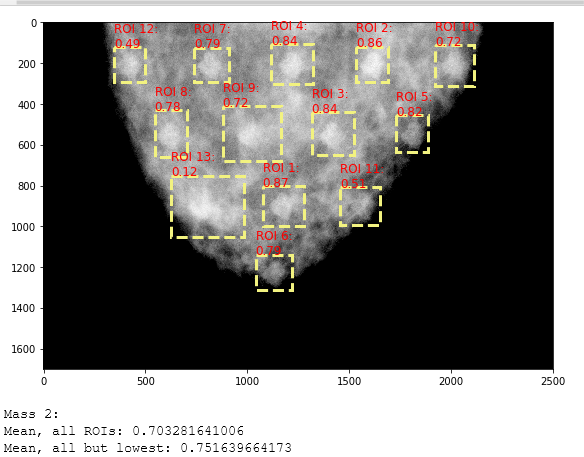 0
ROI 12:
0.49
ROI 7:
0.79
ROI 4:
0.84
ROI 2:
0.86
ROI 10:
0.72
200
400
ROI 8:
0.78
ROI 9:
0.72
ROI 3:
0.84
ROI 5:
0.82
600
ROI 13:
0.12
ROI 1:
0.87
ROI 11:
0.51
800
1000
ROI 6:
1200
1400
1600
0 500 1000 1500 2000 2500
Mass 2:
Mean, all ROIs: 0.703281641006
Mean, all but lowest: 0.751639664173